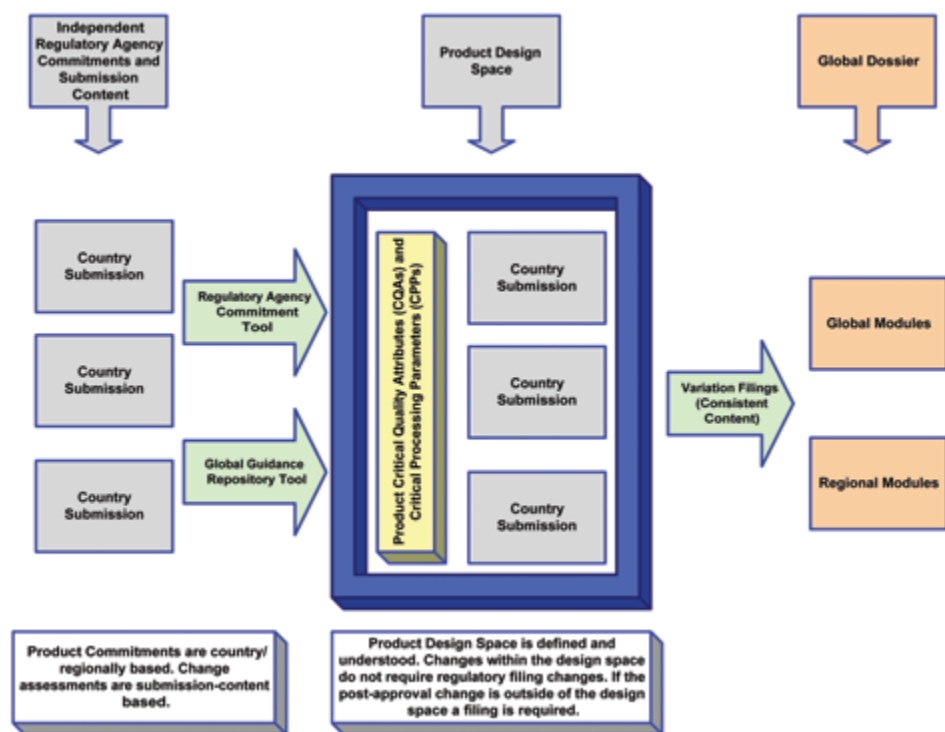 Independent
Regulatory Agency
Commitments and
Submission
Content
Product Design
Space
Global Dossier
Country
Submission
Country
Submission
Country
Submission
Regulatory Agency
Commitment
Tool
Global Guidance
Repository Tool
Product Critical Quality Attributes (CQAs) and
Critical Processing Parameters (CPPs)
Country
Submission
Country
Submission
Country
Submission
Variation Filings
(Consistent
Content)
Global Modules
Regional Modules
Product Commitments are country/
regionally based. Change
assessments are submission-content
based.
Product Design Space is defined and
understood. Changes within the design space
do not require regulatory filing changes. If the
post-approval change is outside of the design
space a filing is required.